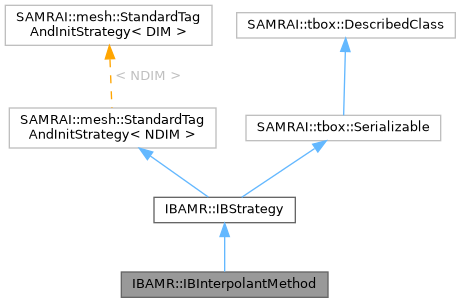 SAMRAI::mesh::StandardTag
AndInitStrategy< DIM >
SAMRAI::tbox::DescribedClass
< NDIM >
SAMRAI::mesh::StandardTag
AndInitStrategy< NDIM >
SAMRAI::tbox::Serializable
IBAMR::IBStrategy
IBAMR::IBInterpolantMethod